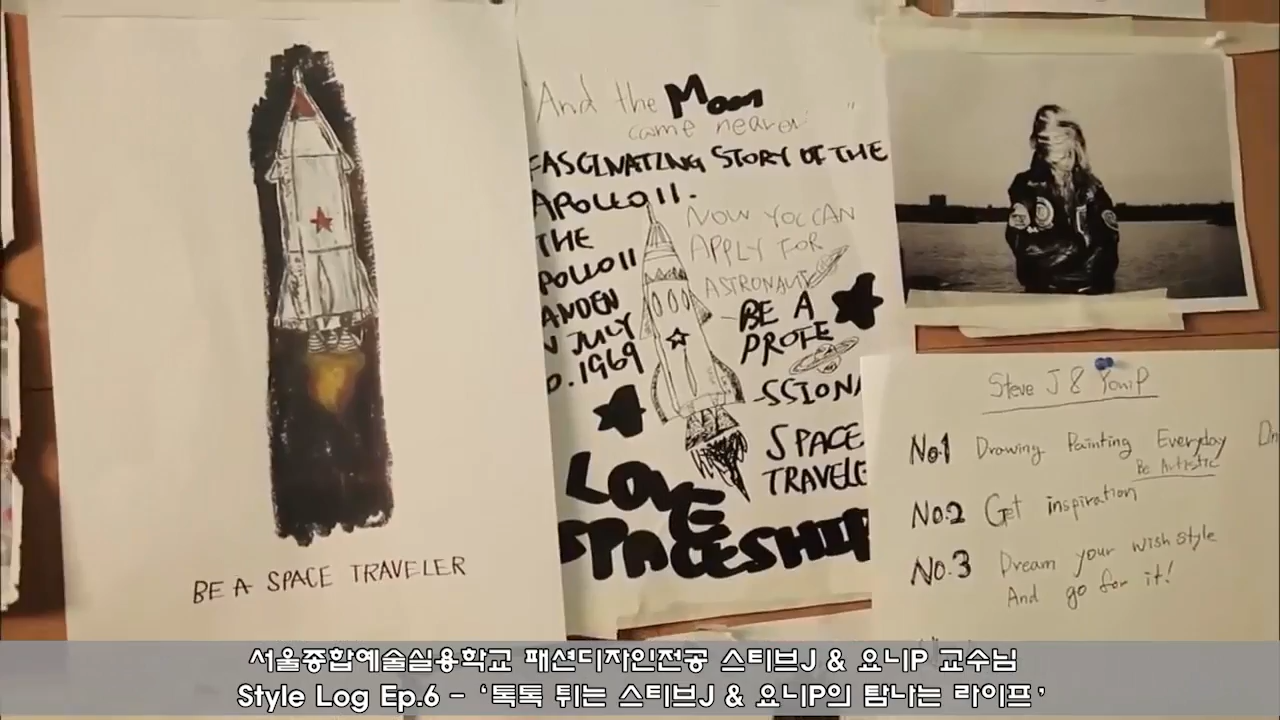 BE A SPACE TRAVELER
And the Moon
came nearer
"
FASCINATING STORY OF THE
APOLLO 11.
THE
POLLO 11
ANDEN
N JULY
D. 1969
NOW YOU CAN
APPLY FOR
ASTRONAUT
BE A
PROFE
-SSIONA
SPACE
TRAVELE
LOVE
SPACESHIP
Steve J & YoniP
No.1 Drawing Painting Everyday
Be Artistic
No.2 Get inspiration
No.3 Dream your wish style
And go for it!
서울종합예술실용학교 패션디자인전공 스티브J & 요니P 교수님
Style Log Ep.6 - '톡톡 튀는 스티브J & 요니P의 탐나는 라이프'